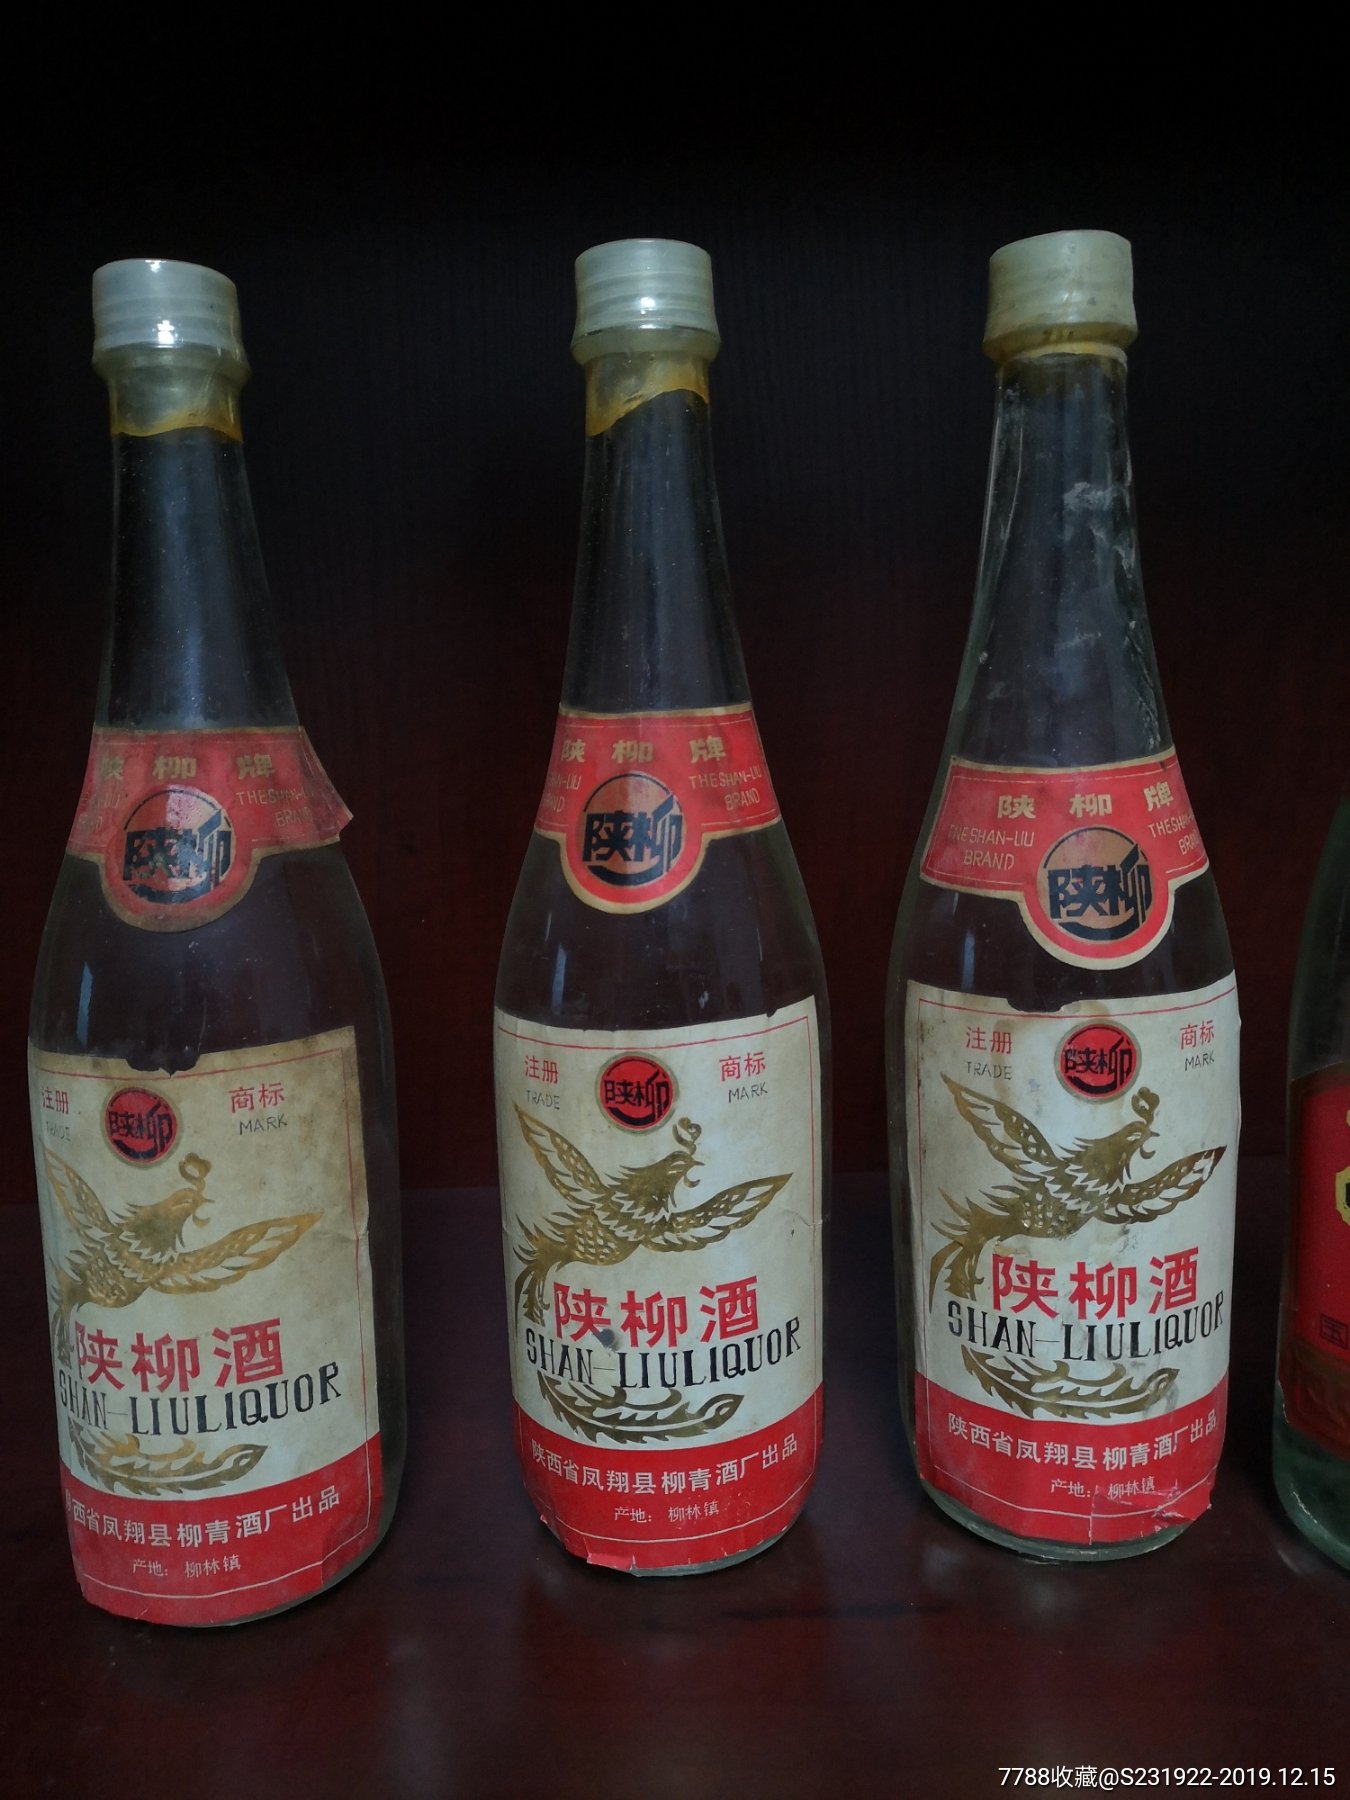 陕 柳 牌
THE SHAN-LIU
BRAND
陕柳
注册
TRADE
陕柳
商标
MARK
陕柳酒
SHAN-LIULIQUOR
西省凤翔县柳青酒厂出品
产地：柳林镇
陕 柳 牌
SHAN-LIU
BRAND
THE SHAN-LIU
BRAND
陕柳
注册
TRADE
陕柳
商标
MARK
陕柳酒
SHAN-LIULIQUOR
陕西省凤翔县柳青酒厂出品
产地：柳林镇
陕 柳 牌
THE SHAN-LIU
BRAND
陕柳
注册
TRADE
陕柳
商标
MARK
陕柳酒
SHAN-LIULIQUOR
陕西省凤翔县柳青酒厂出品
产地：柳林镇
7788收藏@S231922-2019.12.15